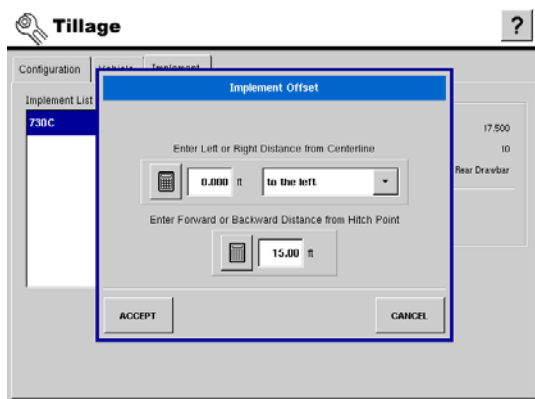 Tillage
?
Configuration
Implement
Implement List
730C
17.500
10
Rear Drawbar
Implement Offset
Enter Left or Right Distance from Centerline
0.000 ft to the left
Enter Forward or Backward Distance from Hitch Point
15.00 ft
ACCEPT CANCEL